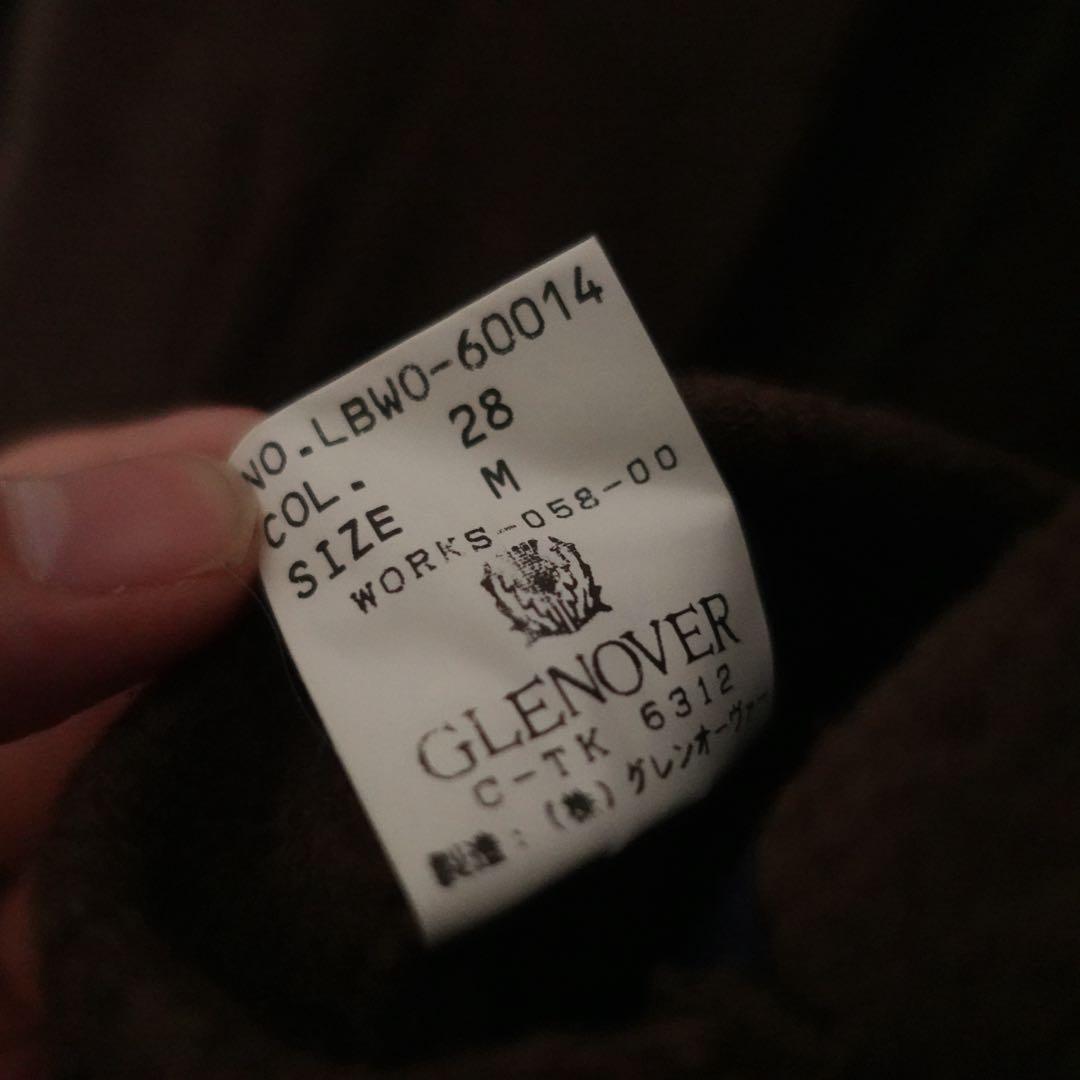 NO.LBWO-60014
COL. 28
SIZE M
WORKS-058-00
GLENOVER
C-TK 6312
製造:(株)グレンオーヴァー